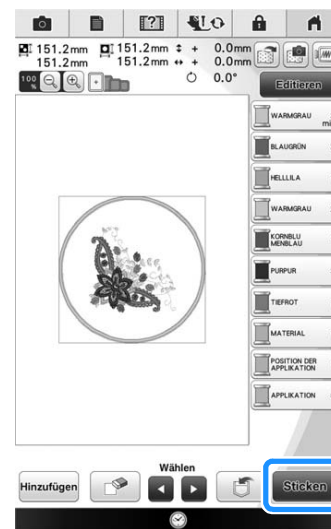 151.2mm 151.2mm + 0.0mm
151.2mm 151.2mm + 0.0mm
100 % 0.0°
Editieren
WARMGRAU
mi
BLAUGRÜN
HELLLILA
WARMGRAU
KORNBLU
MENBLAU
PURPUR
TIEFROT
MATERIAL
POSITION DER
APPLIKATION
APPLIKATION
Wählen
Hinzufügen
Sticken